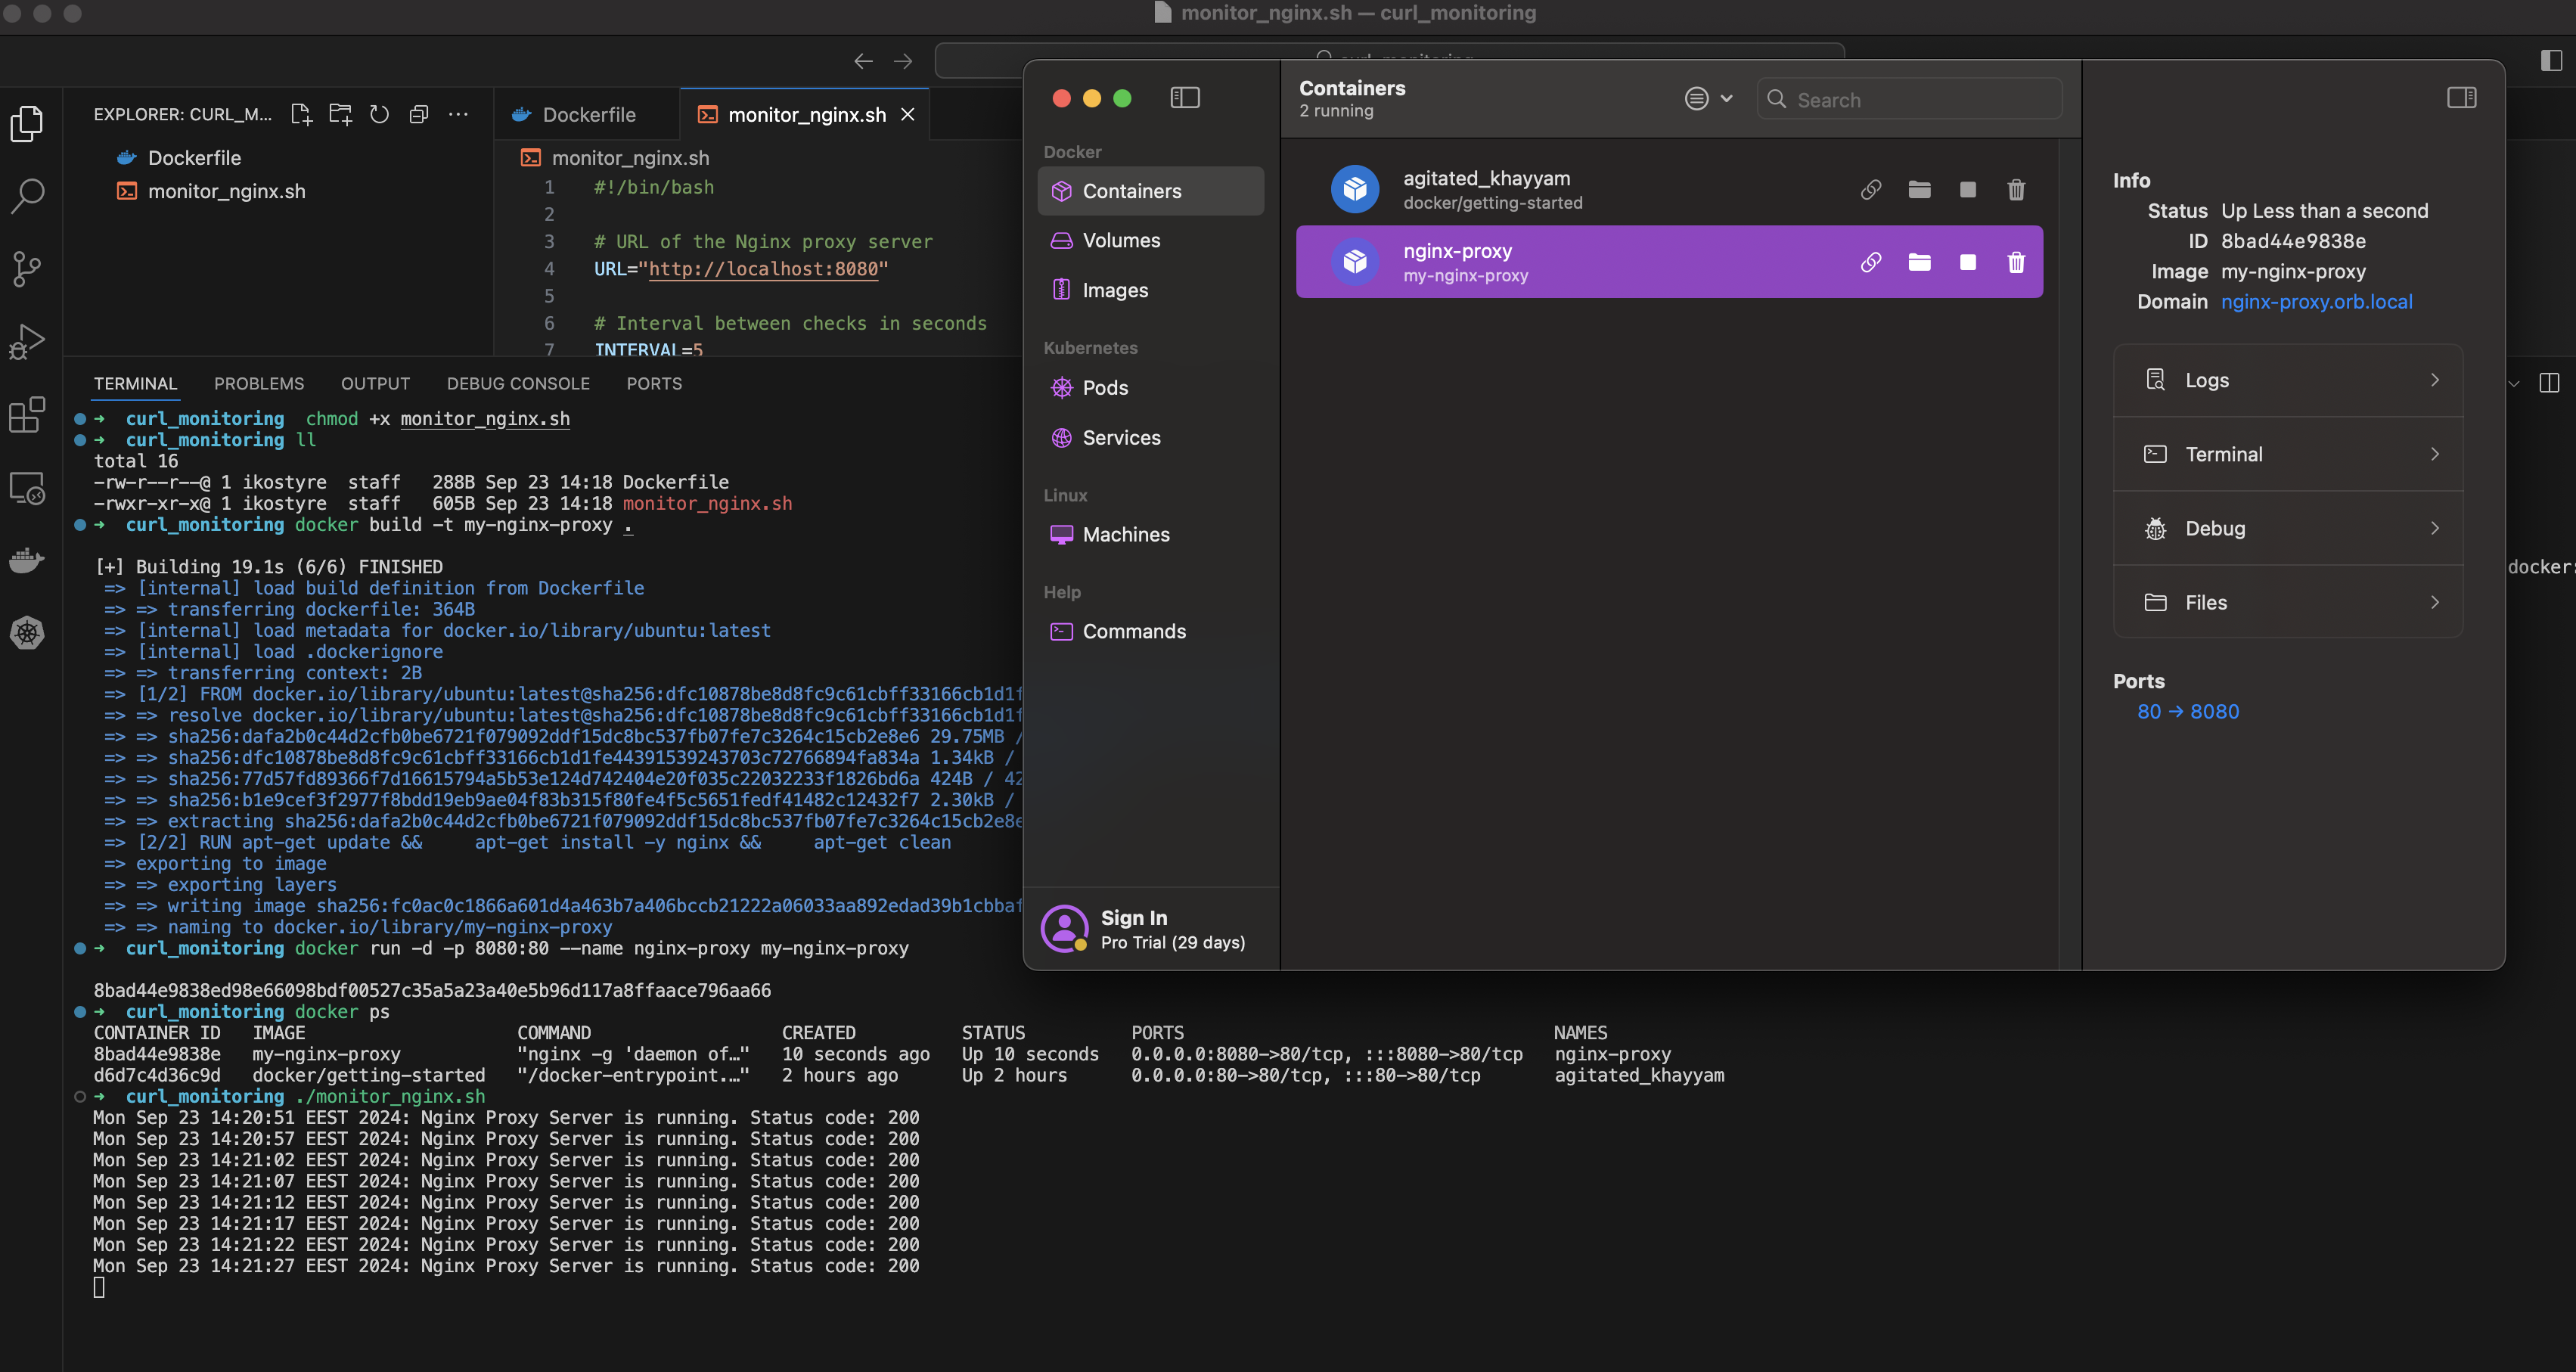 monitor_nginx.sh — curl_monitoring
EXPLORER: CURL_M...
Dockerfile
monitor_nginx.sh
Dockerfile
monitor_nginx.sh
monitor_nginx.sh
1 #!/bin/bash
2
3 # URL of the Nginx proxy server
4 URL="http://localhost:8080"
5
6 # Interval between checks in seconds
7 INTERVAL=5
TERMINAL PROBLEMS OUTPUT DEBUG CONSOLE PORTS
➜ curl_monitoring chmod +x monitor_nginx.sh
➜ curl_monitoring ll
total 16
-rw-r--r--@ 1 ikostyre staff 288B Sep 23 14:18 Dockerfile
-rwxr-xr-x@ 1 ikostyre staff 605B Sep 23 14:18 monitor_nginx.sh
➜ curl_monitoring docker build -t my-nginx-proxy .
[+] Building 19.1s (6/6) FINISHED
docker:
=> [internal] load build definition from Dockerfile
=> => transferring dockerfile: 364B
=> [internal] load metadata for docker.io/library/ubuntu:latest
=> [internal] load .dockerignore
=> => transferring context: 2B
=> [1/2] FROM docker.io/library/ubuntu:latest@sha256:dfc10878be8d8fc9c61cbff33166cb1d1f
=> => resolve docker.io/library/ubuntu:latest@sha256:dfc10878be8d8fc9c61cbff33166cb1d1f
=> => sha256:dafa2b0c44d2cfb0be6721f079092ddf15dc8bc537fb07fe7c3264c15cb2e8e6 29.75MB /
=> => sha256:dfc10878be8d8fc9c61cbff33166cb1d1fe44391539243703c72766894fa834a 1.34kB /
=> => sha256:77d57fd89366f7d16615794a5b53e124d742404e20f035c22032233f1826bd6a 424B / 42
=> => sha256:b1e9cef3f2977f8bdd19eb9ae04f83b315f80fe4f5c5651fedf41482c12432f7 2.30kB /
=> => extracting sha256:dafa2b0c44d2cfb0be6721f079092ddf15dc8bc537fb07fe7c3264c15cb2e8e
=> [2/2] RUN apt-get update && apt-get install -y nginx && apt-get clean
=> exporting to image
=> => exporting layers
=> => writing image sha256:fc0ac0c1866a601d4a463b7a406bccb21222a06033aa892edad39b1cbbaf
=> => naming to docker.io/library/my-nginx-proxy
➜ curl_monitoring docker run -d -p 8080:80 --name nginx-proxy my-nginx-proxy
8bad44e9838ed98e66098bdf00527c35a5a23a40e5b96d117a8ffaace796aa66
➜ curl_monitoring docker ps
CONTAINER ID IMAGE COMMAND CREATED STATUS PORTS NAMES
8bad44e9838e my-nginx-proxy "nginx -g 'daemon of…" 10 seconds ago Up 10 seconds 0.0.0.0:8080->80/tcp, :::8080->80/tcp nginx-proxy
d6d7c4d36c9d docker/getting-started "/docker-entrypoint.…" 2 hours ago Up 2 hours 0.0.0.0:80->80/tcp, :::80->80/tcp agitated_khayyam
➜ curl_monitoring ./monitor_nginx.sh
Mon Sep 23 14:20:51 EEST 2024: Nginx Proxy Server is running. Status code: 200
Mon Sep 23 14:20:57 EEST 2024: Nginx Proxy Server is running. Status code: 200
Mon Sep 23 14:21:02 EEST 2024: Nginx Proxy Server is running. Status code: 200
Mon Sep 23 14:21:07 EEST 2024: Nginx Proxy Server is running. Status code: 200
Mon Sep 23 14:21:12 EEST 2024: Nginx Proxy Server is running. Status code: 200
Mon Sep 23 14:21:17 EEST 2024: Nginx Proxy Server is running. Status code: 200
Mon Sep 23 14:21:22 EEST 2024: Nginx Proxy Server is running. Status code: 200
Mon Sep 23 14:21:27 EEST 2024: Nginx Proxy Server is running. Status code: 200
Docker
Containers
Volumes
Images
Kubernetes
Pods
Services
Linux
Machines
Help
Commands
Sign In
Pro Trial (29 days)
Containers
2 running
Search
agitated_khayyam
docker/getting-started
nginx-proxy
my-nginx-proxy
Info
Status Up Less than a second
ID 8bad44e9838e
Image my-nginx-proxy
Domain nginx-proxy.orb.local
Logs
Terminal
Debug
Files
Ports
80 → 8080